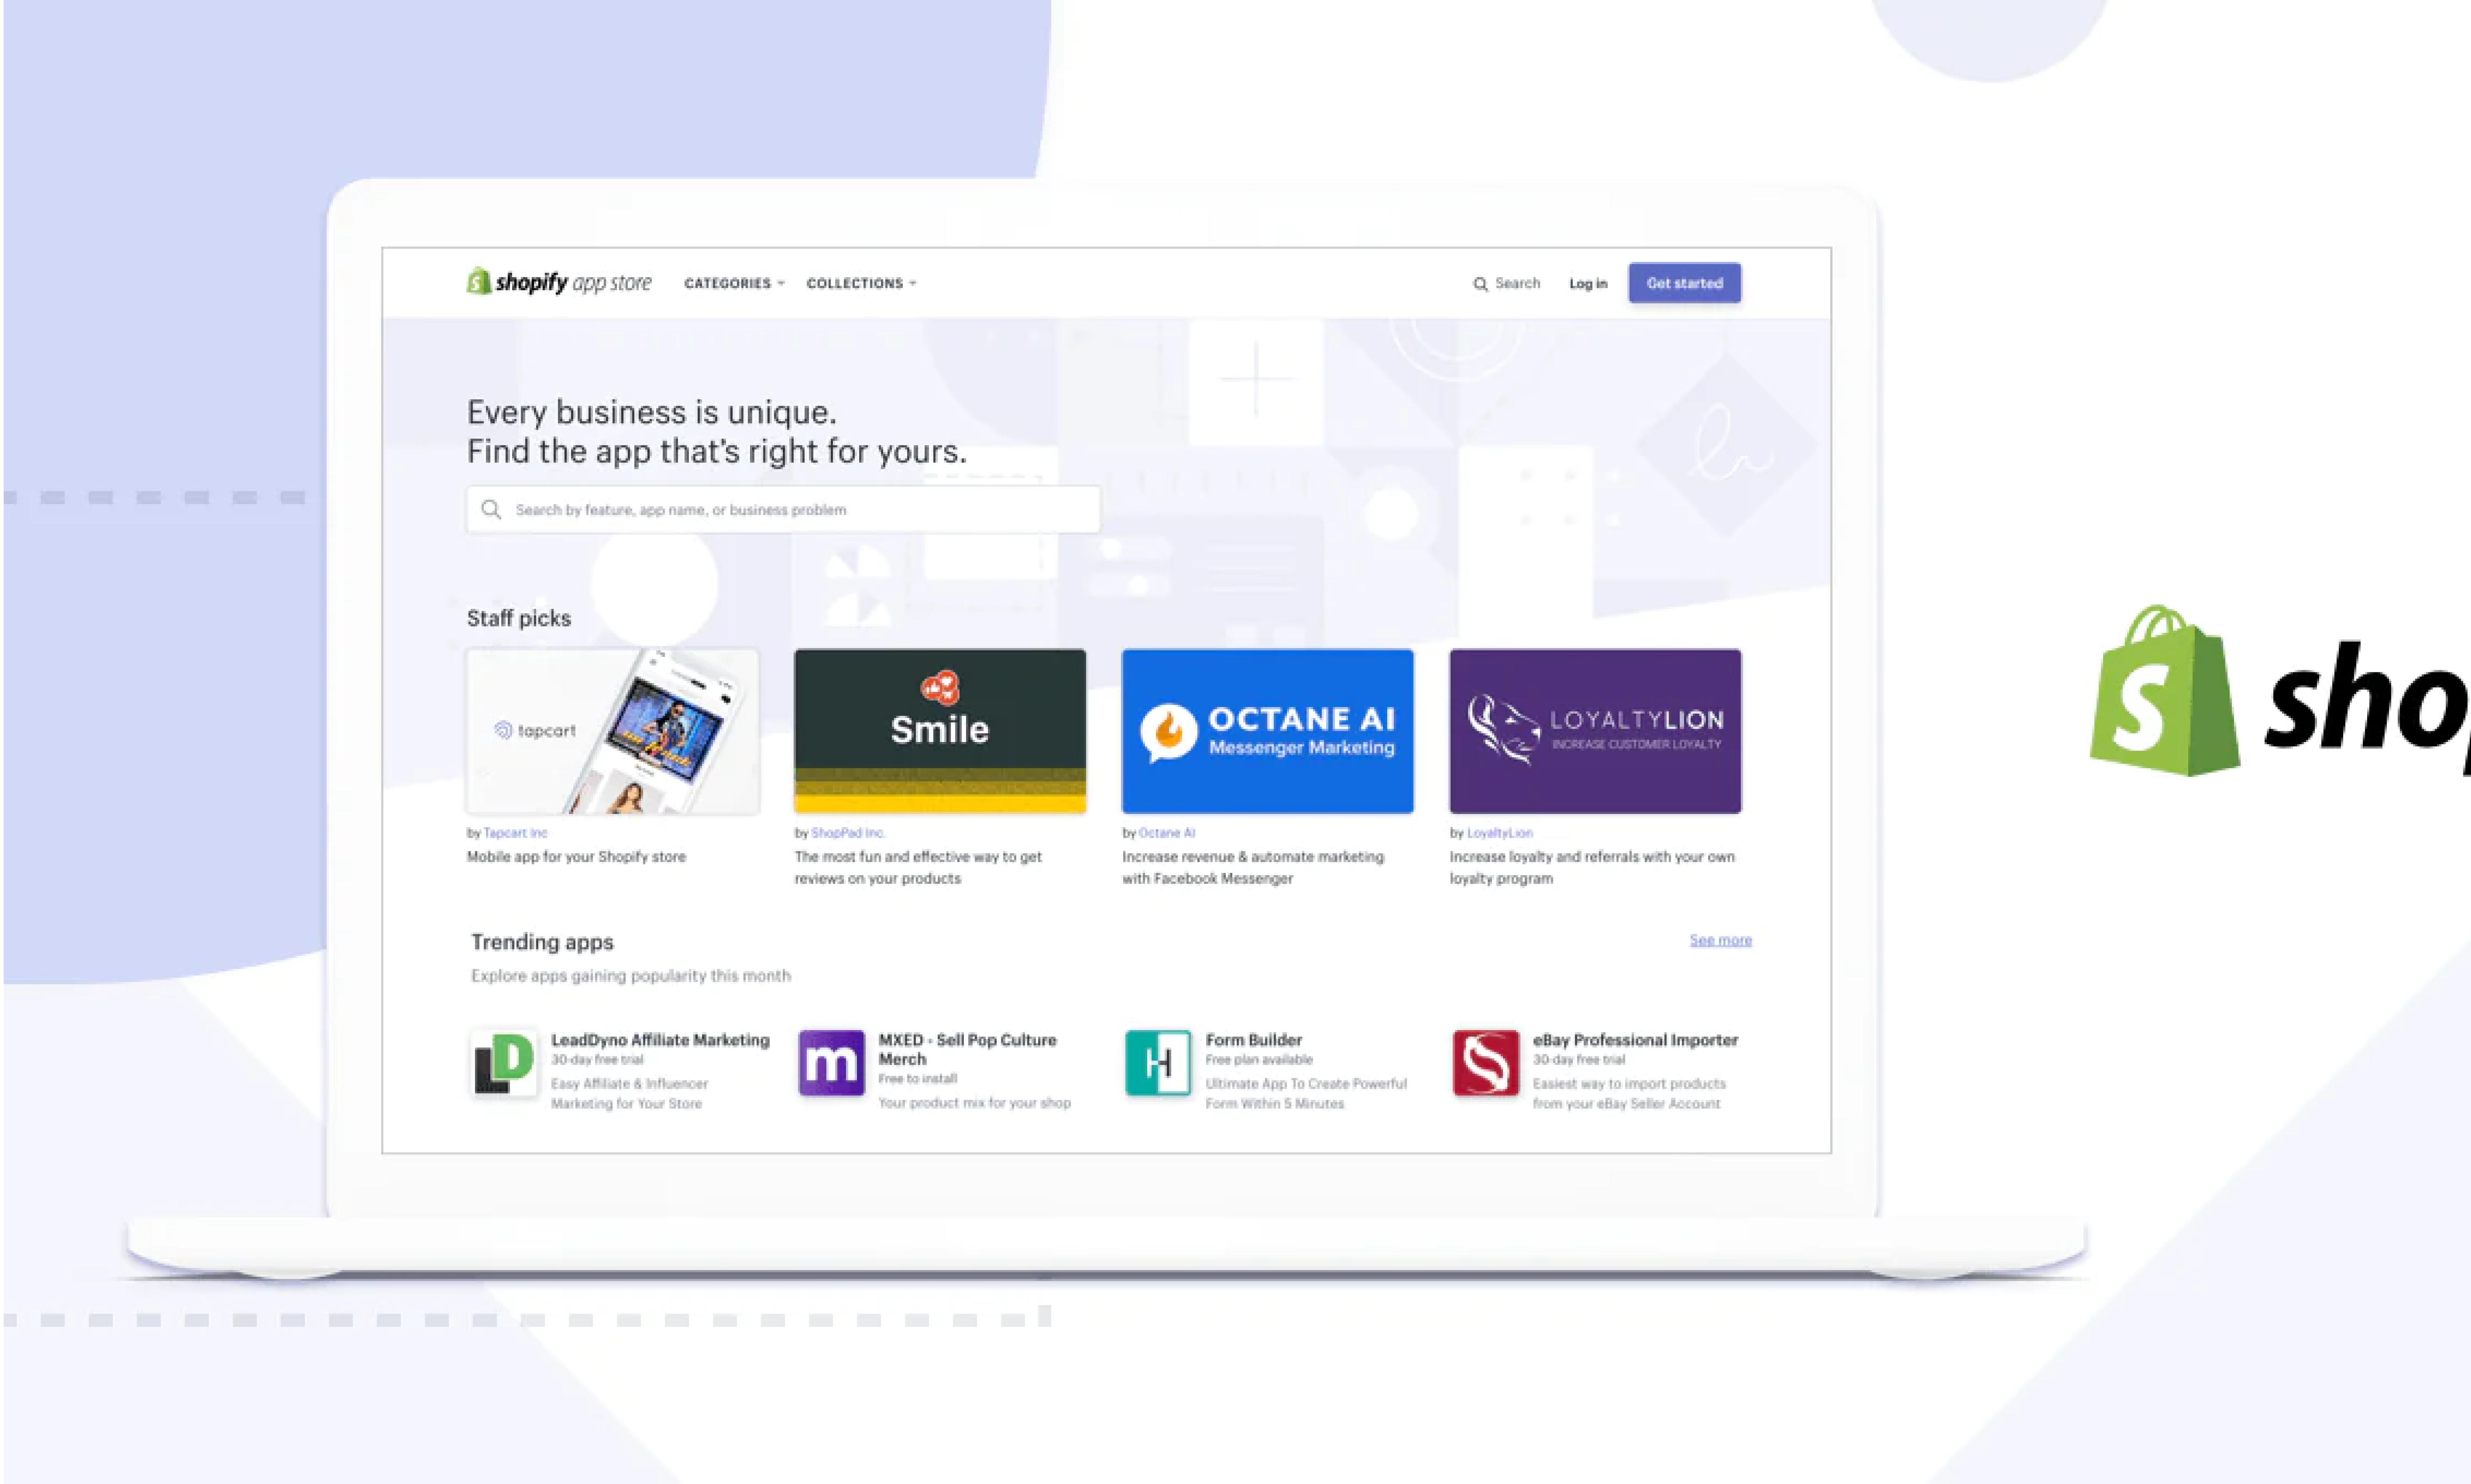 shopify app store CATEGORIES COLLECTIONS Search Log in Get started
Every business is unique.
Find the app that's right for yours.
Search by feature, app name, or business problem
Staff picks
tapcart
Smile
OCTANE AI
Messenger Marketing
LOYALTYLION
INCREASE CUSTOMER LOYALTY
by Tapcart Inc
Mobile app for your Shopify store
by ShopPad Inc.
The most fun and effective way to get
reviews on your products
by Octane AI
Increase revenue & automate marketing
with Facebook Messenger
by LoyaltyLion
Increase loyalty and referrals with your own
loyalty program
Trending apps See more
Explore apps gaining popularity this month
LeadDyno Affiliate Marketing
30-day free trial
Easy Affiliate & Influencer
Marketing for Your Store
m
MXED - Sell Pop Culture
Merch
Free to install
Your product mix for your shop
H
Form Builder
Free plan available
Ultimate App To Create Powerful
Form Within 5 Minutes
S
eBay Professional Importer
30-day free trial
Easiest way to import products
from your eBay Seller Account
sho